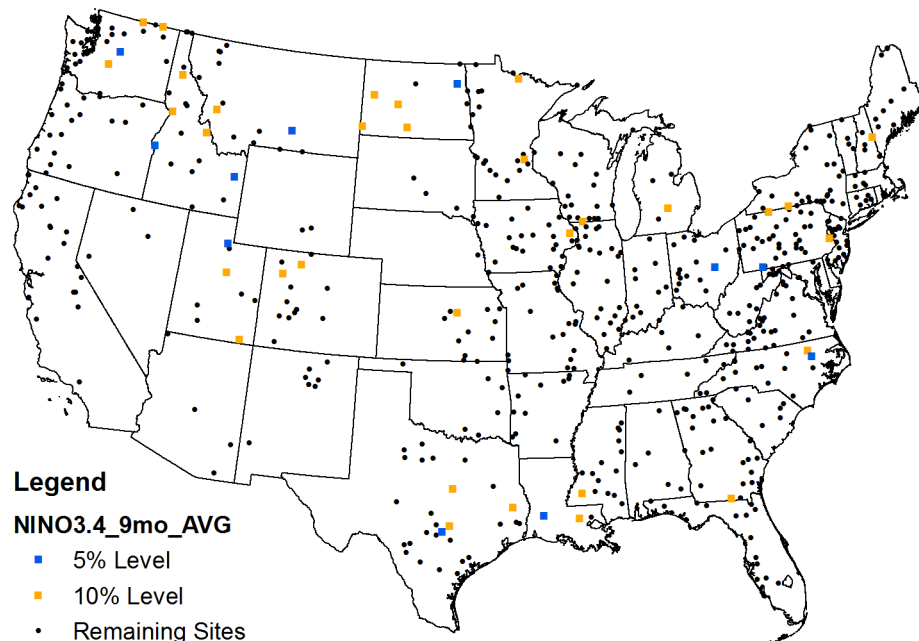 Legend
NINO3.4_9mo_AVG
5% Level
10% Level
Remaining Sites